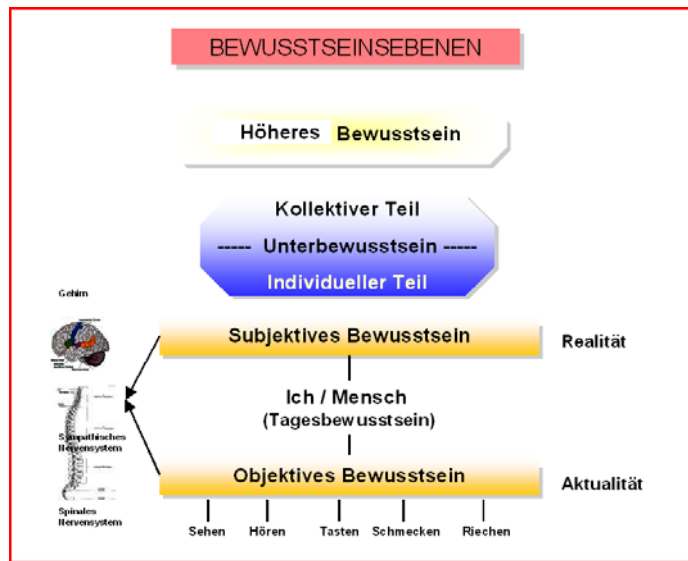 BEWUSSTSEINSEBENEN
Höheres Bewusstsein
Kollektiver Teil
----- Unterbewusstsein -----
Individueller Teil
Gehirn
Subjektives Bewusstsein
Realität
Ich / Mensch
(Tagesbewusstsein)
Sympathisches
Nervensystem
Objektives Bewusstsein
Aktualität
Spinales
Nervensystem
Sehen Hören Tasten Schmecken Riechen